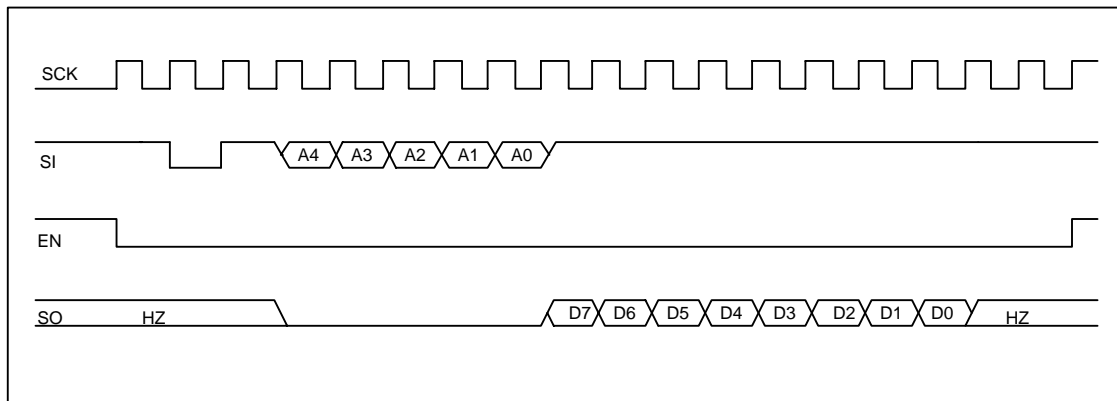 SCK
SI A4 A3 A2 A1 A0
EN
SO HZ D7 D6 D5 D4 D3 D2 D1 D0 HZ